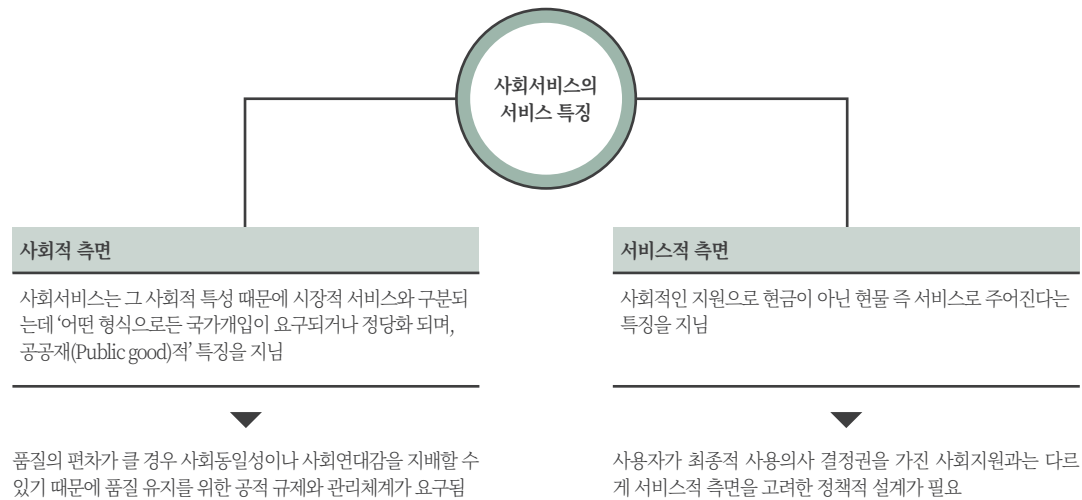 사회서비스의
서비스 특징
사회적 측면
사회서비스는 그 사회적 특성 때문에 시장적 서비스와 구분되
는데 ‘어떤 형식으로든 국가개입이 요구되거나 정당화 되며,
공공재(Public good)적’ 특징을 지님
품질의 편차가 클 경우 사회동일성이나 사회연대감을 지배할 수
있기 때문에 품질 유지를 위한 공적 규제와 관리체계가 요구됨
서비스적 측면
사회적인 지원으로 현금이 아닌 현물 즉 서비스로 주어진다는
특징을 지님
사용자가 최종적 사용의사 결정권을 가진 사회지원과는 다르
게 서비스적 측면을 고려한 정책적 설계가 필요